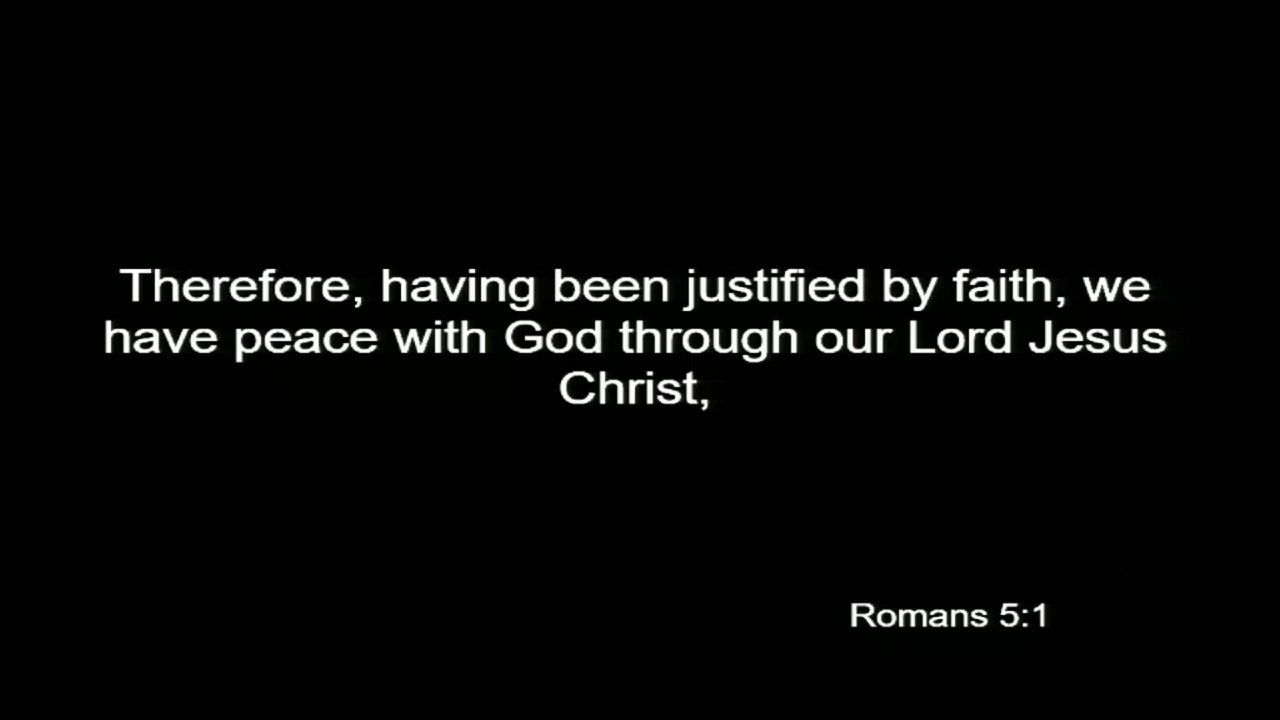 Therefore, having been justified by faith, we
have peace with God through our Lord Jesus
Christ,
Romans 5:1